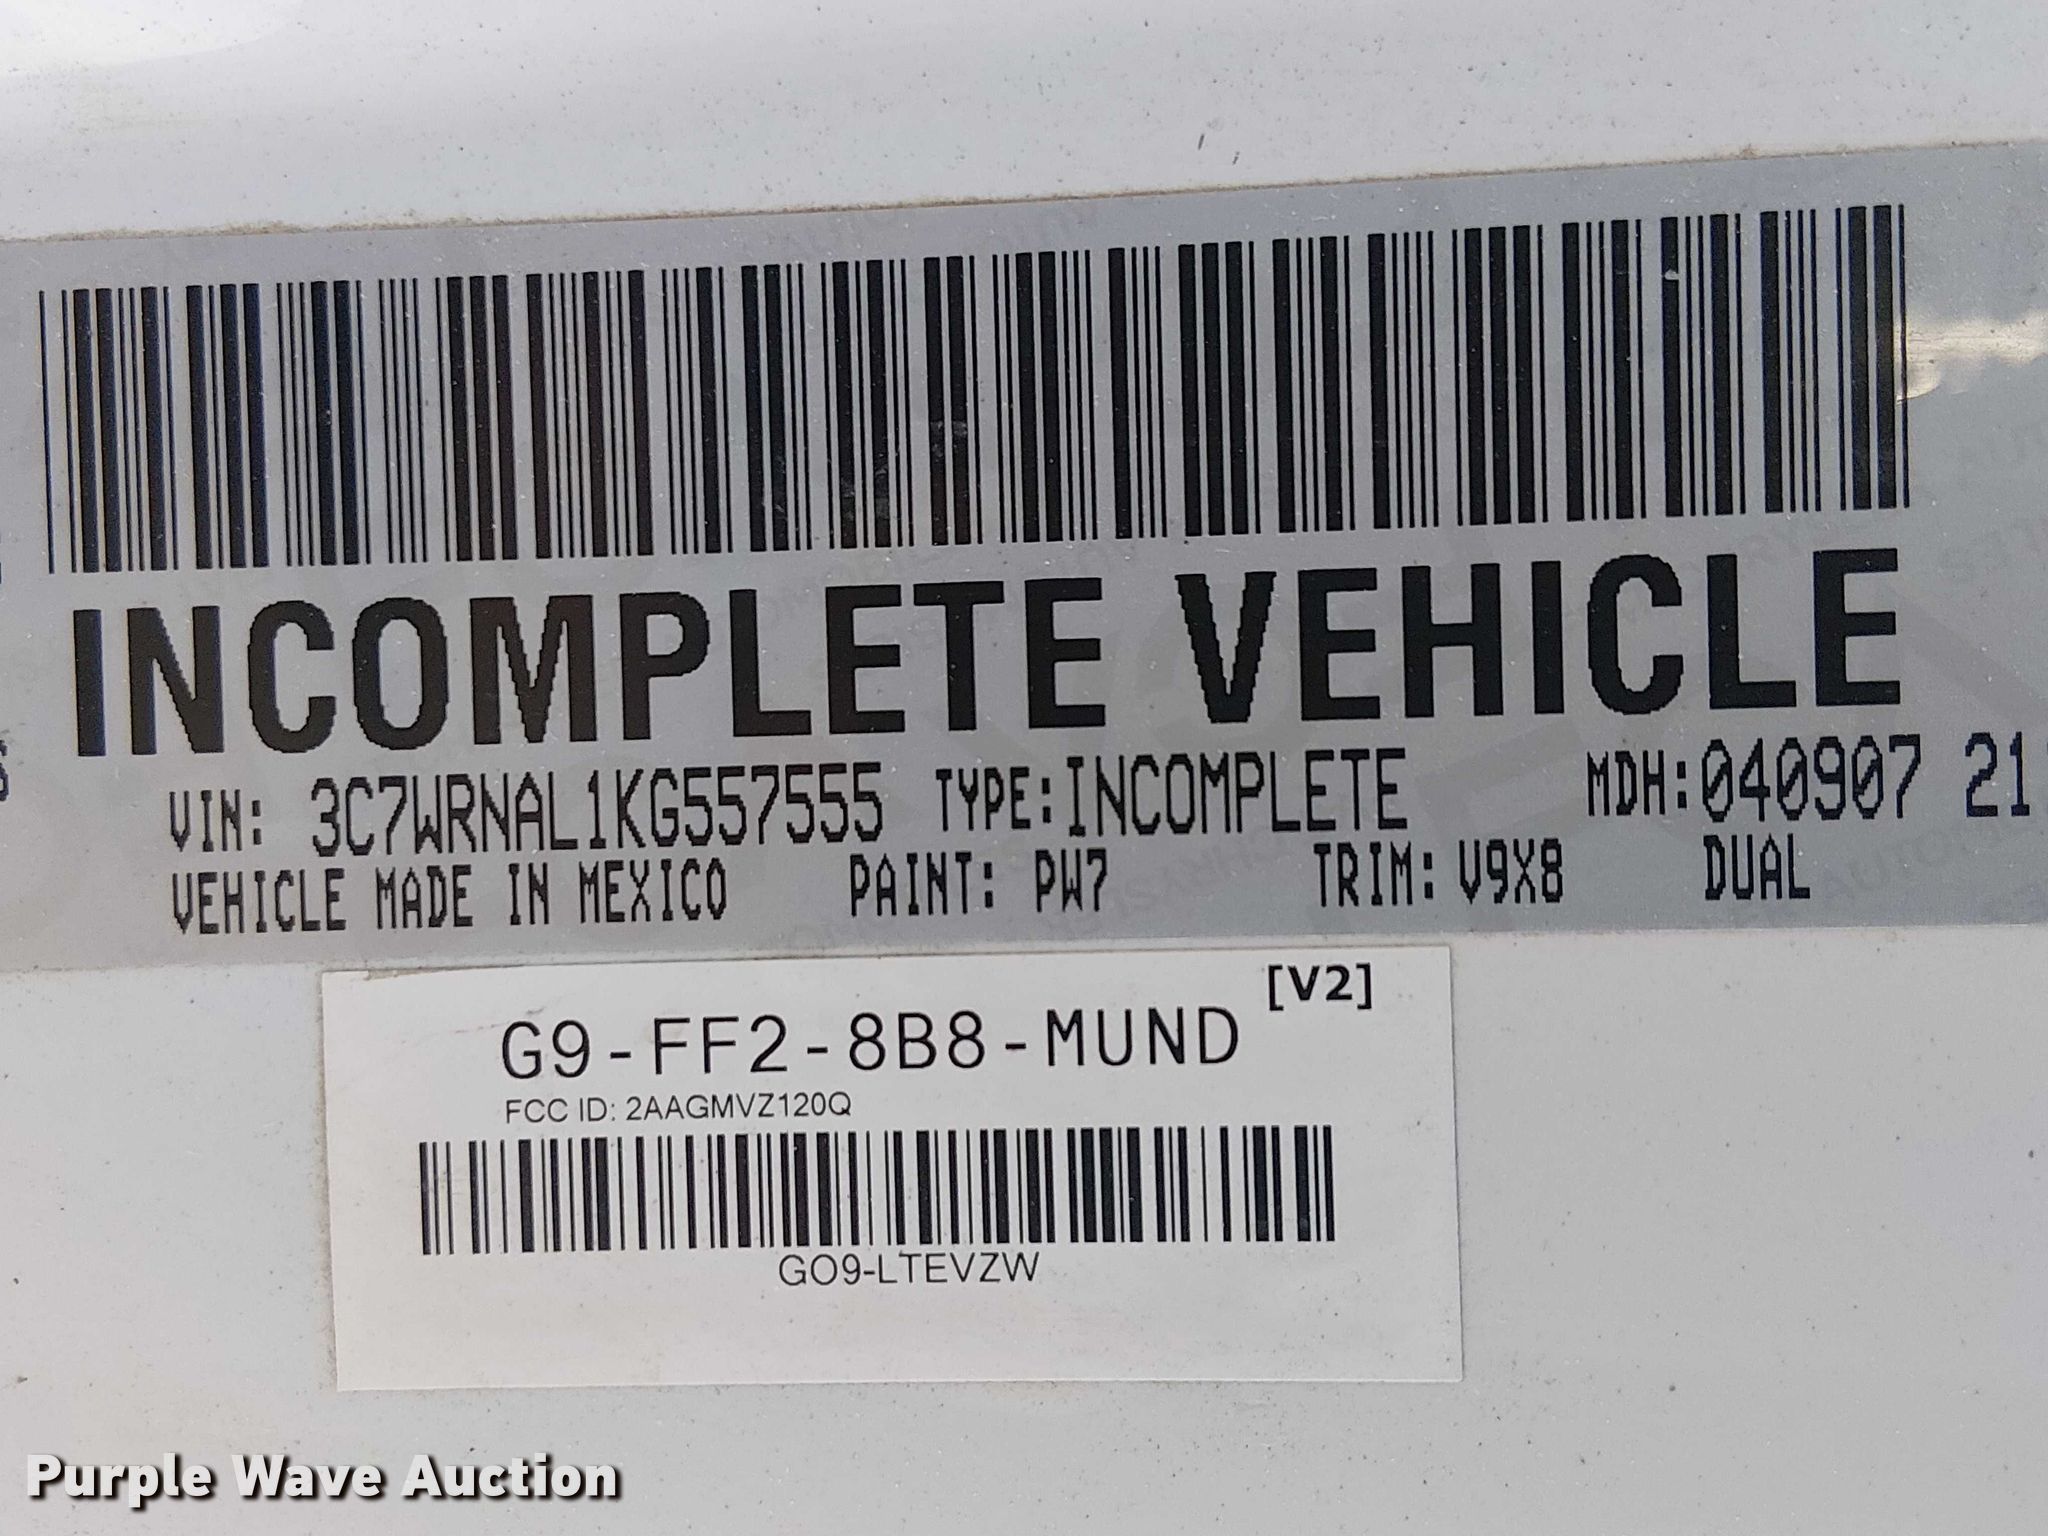 INCOMPLETE VEHICLE
VIN: 3C7WRNAL1KG557555 TYPE: INCOMPLETE MDH: 040907 21
VEHICLE MADE IN MEXICO PAINT: PW7 TRIM: V9X8 DUAL
[V2]
G9-FF2-8B8-MUND
FCC ID: 2AAGMVZ120Q
GO9-LTEVZW
Purple Wave Auction